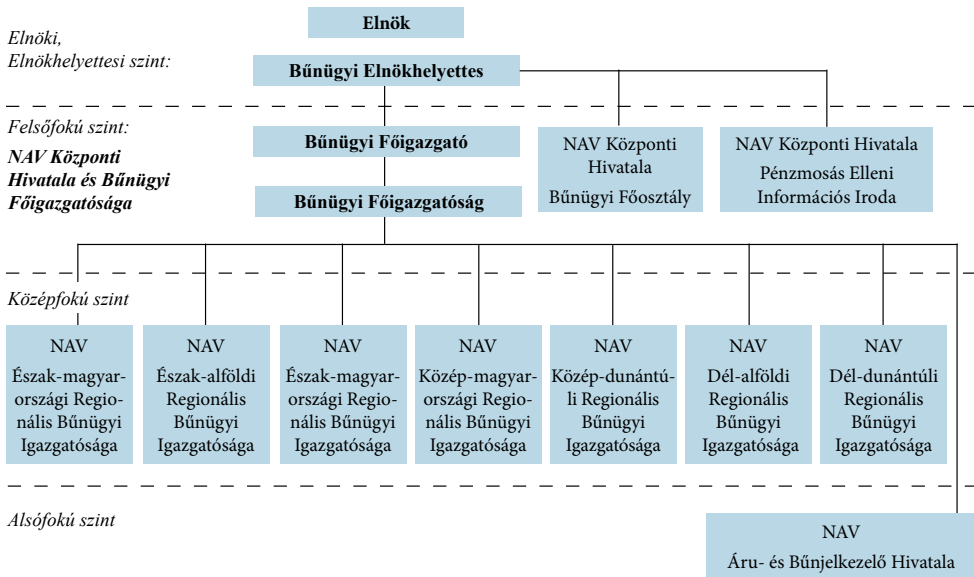 Elnöki,
Elnökhelyettesi szint:
Elnök
Bűnügyi Elnökhelyettes
Felsőfokú szint:
NAV Központi
Hivatala és Bűnügyi
Főigazgatósága
Bűnügyi Főigazgató
Bűnügyi Főigazgatóság
NAV Központi
Hivatala
Bűnügyi Főosztály
NAV Központi Hivatala
Pénzmosás Elleni
Információs Iroda
Középfokú szint
NAV
Észak-magyar-
országi Regio-
nális Bűnügyi
Igazgatósága
NAV
Észak-alföldi
Regionális
Bűnügyi
Igazgatósága
NAV
Észak-magyar-
országi Regio-
nális Bűnügyi
Igazgatósága
NAV
Közép-magyar-
országi Regio-
nális Bűnügyi
Igazgatósága
NAV
Közép-dunántú-
li Regionális
Bűnügyi
Igazgatósága
NAV
Dél-alföldi
Regionális
Bűnügyi
Igazgatósága
NAV
Dél-dunántúli
Regionális
Bűnügyi
Igazgatósága
Alsófokú szint
NAV
Áru- és Bűnjelkezelő Hivatala